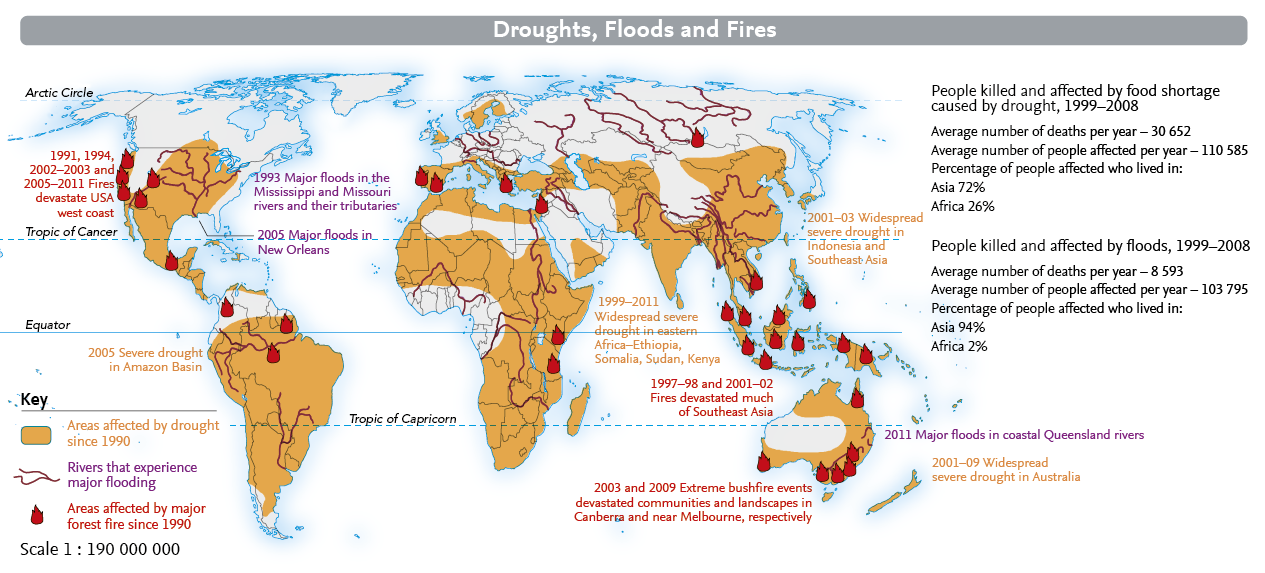 Droughts, Floods and Fires
Arctic Circle
1991, 1994,
2002–2003 and
2005–2011 Fires
devastate USA
west coast
1993 Major floods in the
Mississippi and Missouri
rivers and their tributaries
2005 Major floods in
New Orleans
Tropic of Cancer
2001–03 Widespread
severe drought in
Indonesia and
Southeast Asia
1999–2011
Widespread severe
drought in eastern
Africa–Ethiopia,
Somalia, Sudan, Kenya
Equator
2005 Severe drought
in Amazon Basin
1997–98 and 2001–02
Fires devastated much
of Southeast Asia
Tropic of Capricorn
2011 Major floods in coastal Queensland rivers
2001–09 Widespread
severe drought in Australia
2003 and 2009 Extreme bushfire events
devastated communities and landscapes in
Canberra and near Melbourne, respectively
Key
Areas affected by drought
since 1990
Rivers that experience
major flooding
Areas affected by major
forest fire since 1990
Scale 1 : 190 000 000
People killed and affected by food shortage
caused by drought, 1999–2008
Average number of deaths per year – 30 652
Average number of people affected per year – 110 585
Percentage of people affected who lived in:
Asia 72%
Africa 26%
People killed and affected by floods, 1999–2008
Average number of deaths per year – 8 593
Average number of people affected per year – 103 795
Percentage of people affected who lived in:
Asia 94%
Africa 2%